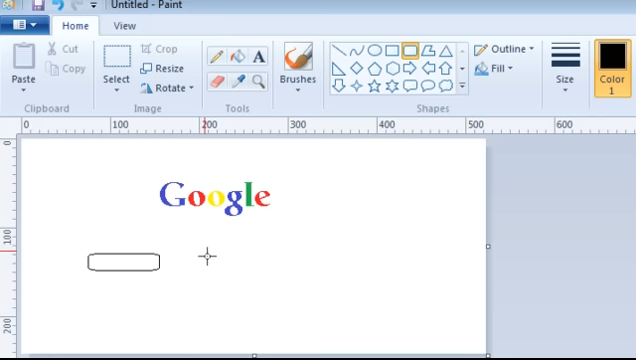 Untitled - Paint
Home View
Paste
Cut
Copy
Clipboard
Select
Crop
Resize
Rotate
Image
Tools
Brushes
Shapes
Outline
Fill
Size
Color
1
0 100 200 300 400 500 600
100
200
Google